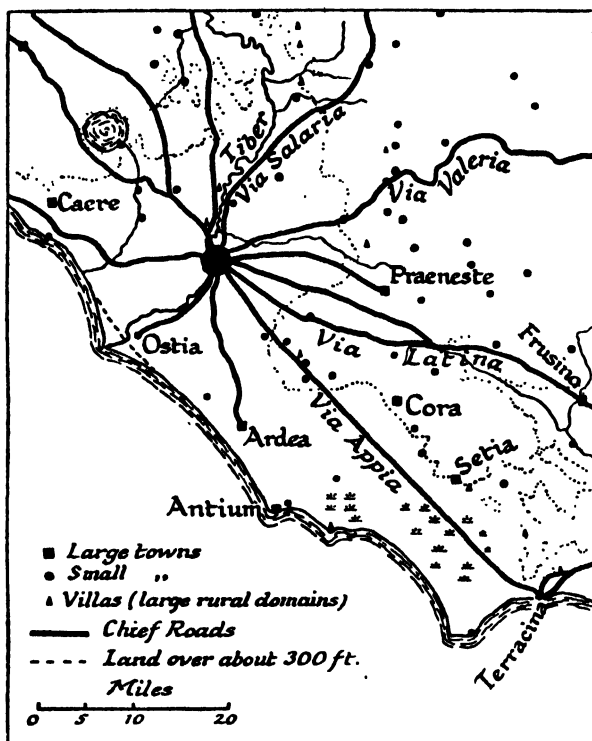 Tiber
Via Salaria
Via Valeria
Caere
Praeneste
Ostia
Via Latina
Frusino
Cora
Via Appia
Ardea
Setia
Antium
Terracina
■ Large towns
● Small „
▲ Villas (large rural domains)
Chief Roads
Land over about 300 ft.
Miles
0 5 10 20